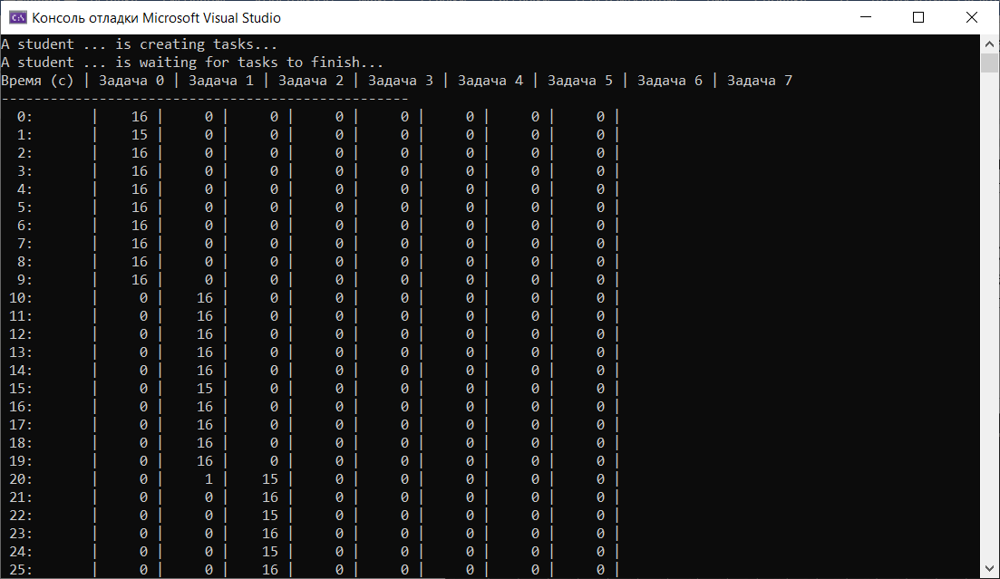 Консоль отладки Microsoft Visual Studio
A student ... is creating tasks...
A student ... is waiting for tasks to finish...
Время (с) | Задача 0 | Задача 1 | Задача 2 | Задача 3 | Задача 4 | Задача 5 | Задача 6 | Задача 7
--------------------------------------------------
0: | 16 | 0 | 0 | 0 | 0 | 0 | 0 | 0 |
1: | 15 | 0 | 0 | 0 | 0 | 0 | 0 | 0 |
2: | 16 | 0 | 0 | 0 | 0 | 0 | 0 | 0 |
3: | 16 | 0 | 0 | 0 | 0 | 0 | 0 | 0 |
4: | 16 | 0 | 0 | 0 | 0 | 0 | 0 | 0 |
5: | 16 | 0 | 0 | 0 | 0 | 0 | 0 | 0 |
6: | 16 | 0 | 0 | 0 | 0 | 0 | 0 | 0 |
7: | 16 | 0 | 0 | 0 | 0 | 0 | 0 | 0 |
8: | 16 | 0 | 0 | 0 | 0 | 0 | 0 | 0 |
9: | 16 | 0 | 0 | 0 | 0 | 0 | 0 | 0 |
10: | 0 | 16 | 0 | 0 | 0 | 0 | 0 | 0 |
11: | 0 | 16 | 0 | 0 | 0 | 0 | 0 | 0 |
12: | 0 | 16 | 0 | 0 | 0 | 0 | 0 | 0 |
13: | 0 | 16 | 0 | 0 | 0 | 0 | 0 | 0 |
14: | 0 | 16 | 0 | 0 | 0 | 0 | 0 | 0 |
15: | 0 | 15 | 0 | 0 | 0 | 0 | 0 | 0 |
16: | 0 | 16 | 0 | 0 | 0 | 0 | 0 | 0 |
17: | 0 | 16 | 0 | 0 | 0 | 0 | 0 | 0 |
18: | 0 | 16 | 0 | 0 | 0 | 0 | 0 | 0 |
19: | 0 | 16 | 0 | 0 | 0 | 0 | 0 | 0 |
20: | 0 | 1 | 15 | 0 | 0 | 0 | 0 | 0 |
21: | 0 | 0 | 16 | 0 | 0 | 0 | 0 | 0 |
22: | 0 | 0 | 15 | 0 | 0 | 0 | 0 | 0 |
23: | 0 | 0 | 16 | 0 | 0 | 0 | 0 | 0 |
24: | 0 | 0 | 15 | 0 | 0 | 0 | 0 | 0 |
25: | 0 | 0 | 16 | 0 | 0 | 0 | 0 | 0 |